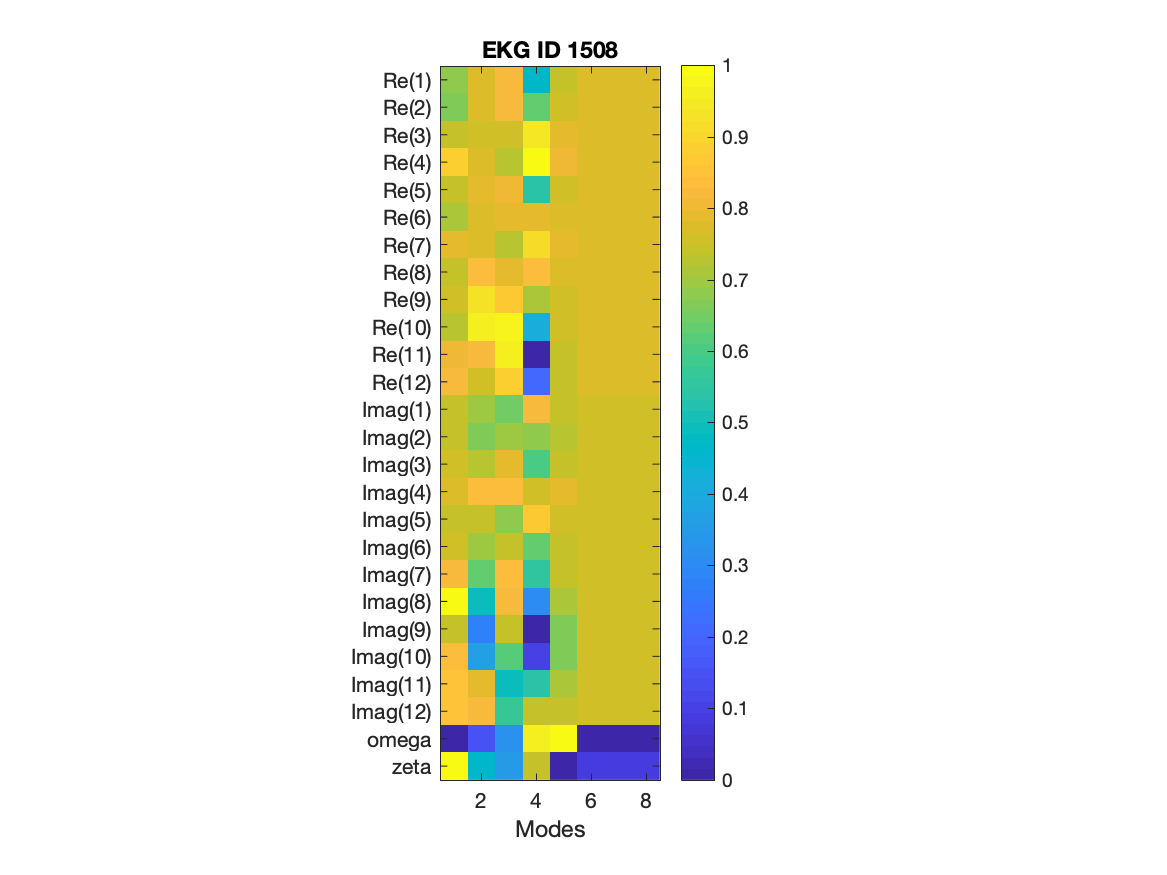 EKG ID 1508
Re(1)
Re(2)
Re(3)
Re(4)
Re(5)
Re(6)
Re(7)
Re(8)
Re(9)
Re(10)
Re(11)
Re(12)
Imag(1)
Imag(2)
Imag(3)
Imag(4)
Imag(5)
Imag(6)
Imag(7)
Imag(8)
Imag(9)
Imag(10)
Imag(11)
Imag(12)
omega
zeta
2 4 6 8
Modes
1
0.9
0.8
0.7
0.6
0.5
0.4
0.3
0.2
0.1
0